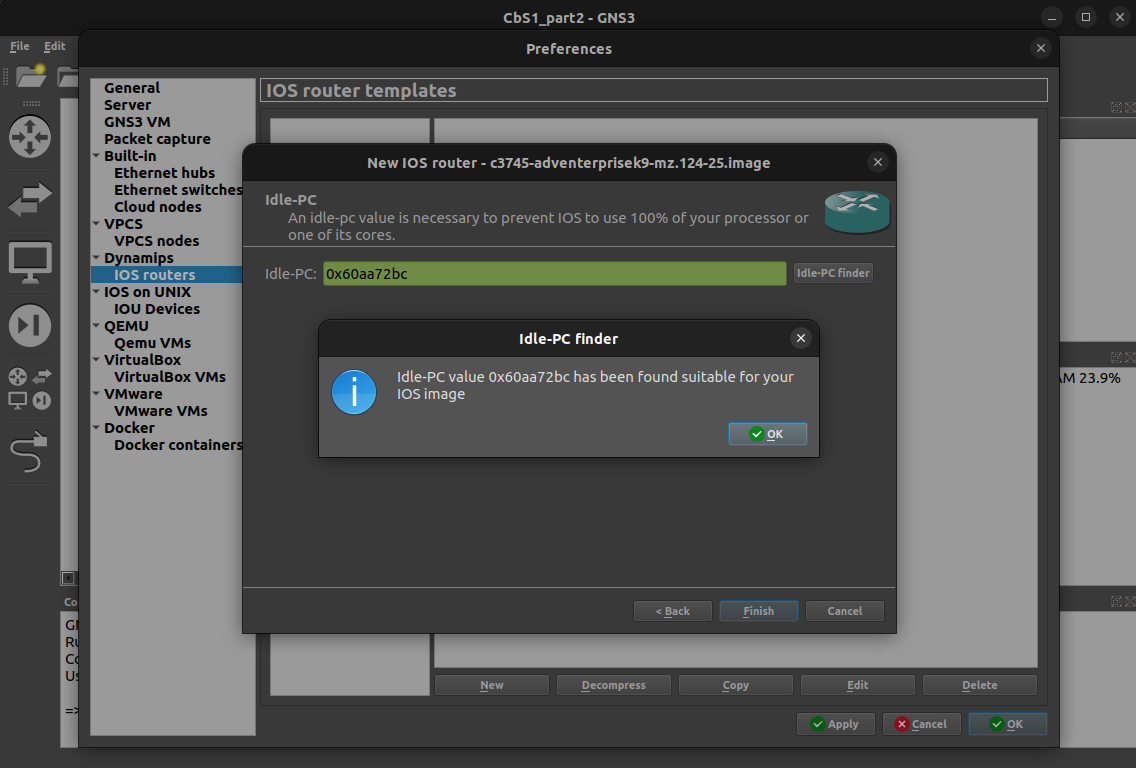 CbS1_part2 - GNS3
File Edit
Preferences
General
Server
GNS3 VM
Packet capture
Built-in
Ethernet hubs
Ethernet switches
Cloud nodes
VPCS
VPCS nodes
Dynamips
IOS routers
IOS on UNIX
IOU Devices
QEMU
Qemu VMs
VirtualBox
VirtualBox VMs
VMware
VMware VMs
Docker
Docker containers
IOS router templates
New IOS router - c3745-adventerprisek9-mz.124-25.image
Idle-PC
An idle-pc value is necessary to prevent IOS to use 100% of your processor or
one of its cores.
Idle-PC: 0x60aa72bc Idle-PC finder
Idle-PC finder
Idle-PC value 0x60aa72bc has been found suitable for your
IOS image
OK
< Back Finish Cancel
New Decompress Copy Edit Delete
Apply Cancel OK
AM 23.9%
Co
GN
Ru
Co
Us
=>